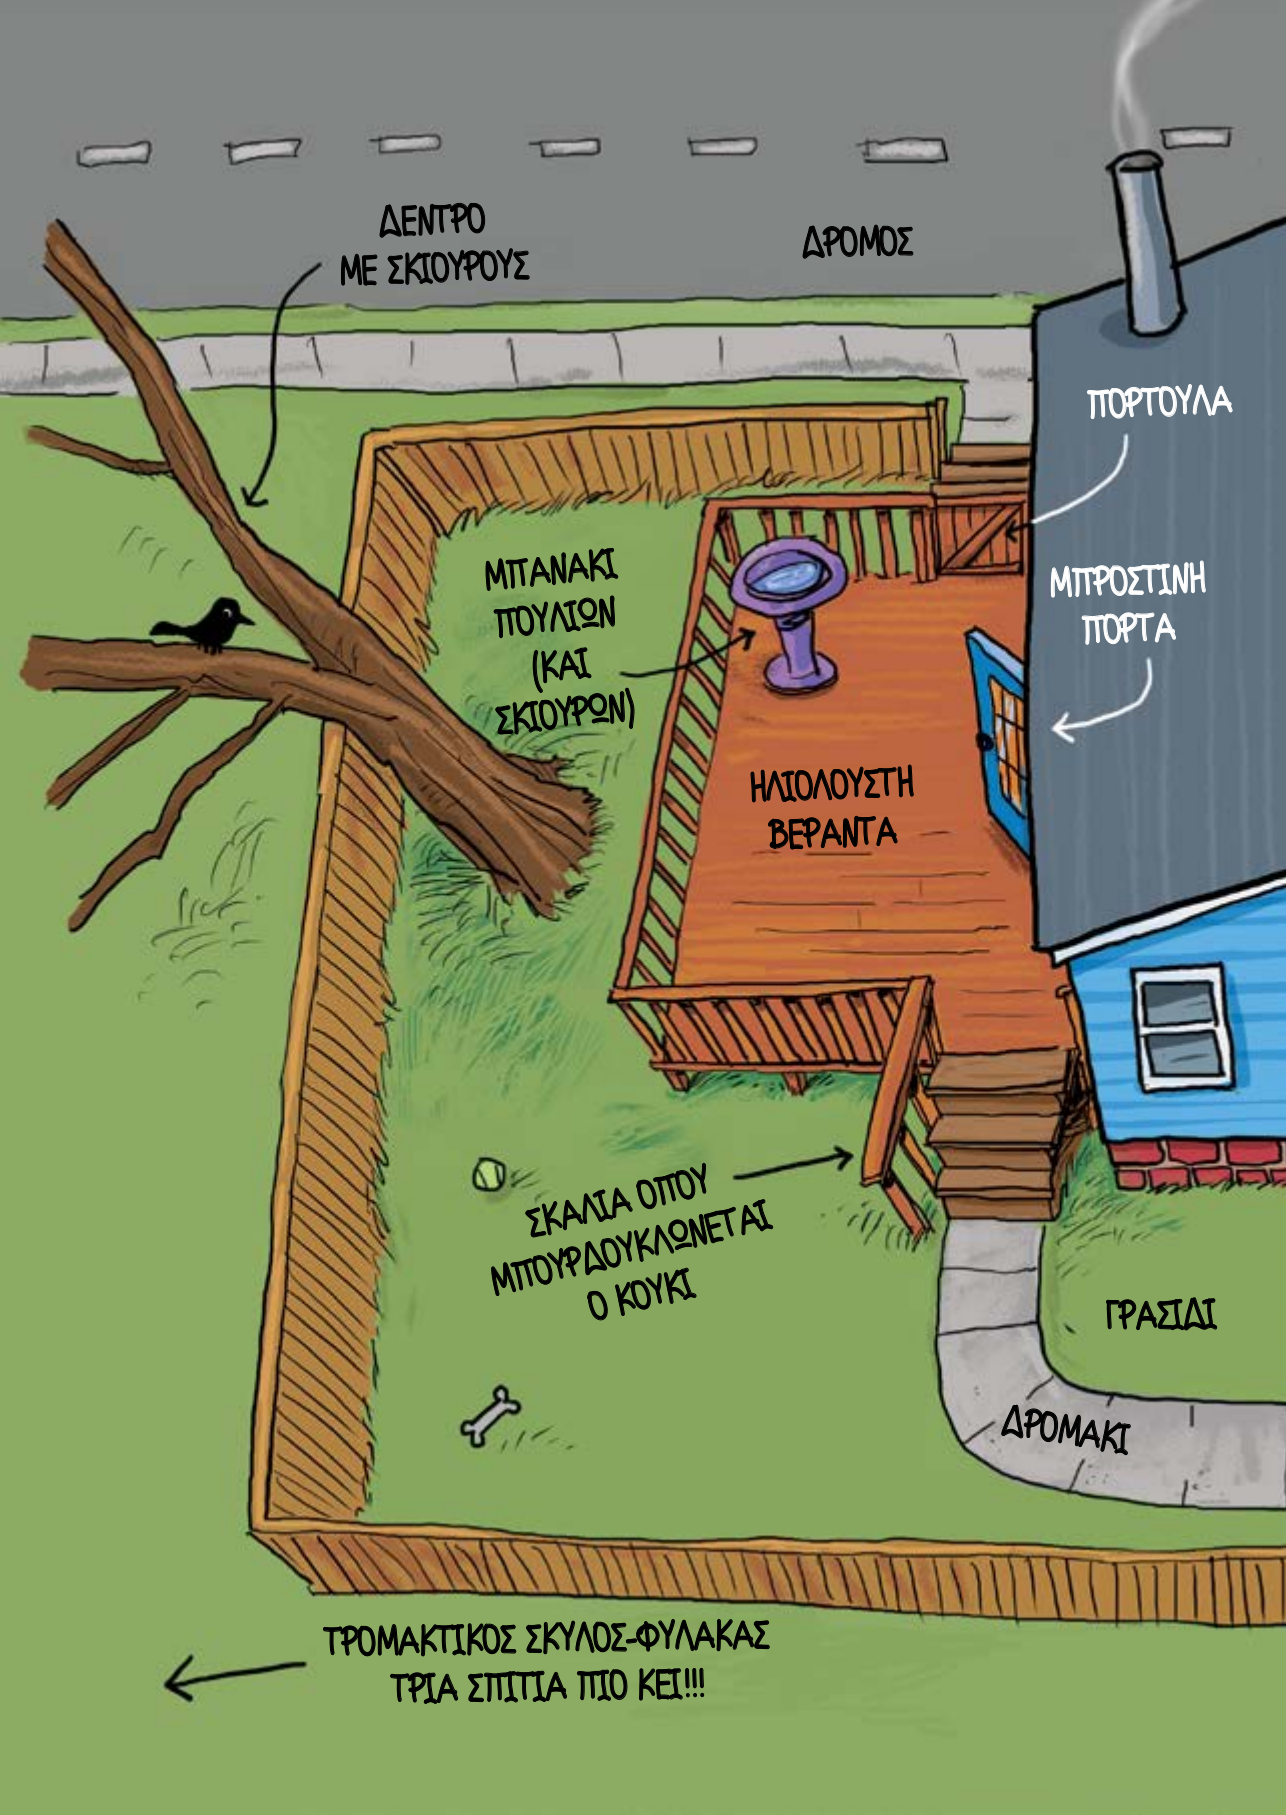 ΔΕΝΤΡΟ
ΜΕ ΣΚΙΟΥΡΟΥΣ
ΔΡΟΜΟΣ
ΠΟΡΤΟΥΛΑ
ΜΠΑΝΑΚΙ
ΠΟΥΛΙΩΝ
(ΚΑΙ
ΣΚΙΟΥΡΩΝ)
ΜΠΡΟΣΤΙΝΗ
ΠΟΡΤΑ
ΗΛΙΟΛΟΥΣΤΗ
ΒΕΡΑΝΤΑ
ΣΚΑΛΙΑ ΟΠΟΥ
ΜΠΟΥΡΔΟΥΚΛΩΝΕΤΑΙ
Ο ΚΟΥΚΙ
ΓΡΑΣΙΔΙ
ΔΡΟΜΑΚΙ
ΤΡΟΜΑΚΤΙΚΟΣ ΣΚΥΛΟΣ-ΦΥΛΑΚΑΣ
ΤΡΙΑ ΣΠΙΤΙΑ ΠΙΟ ΚΕΙ!!!